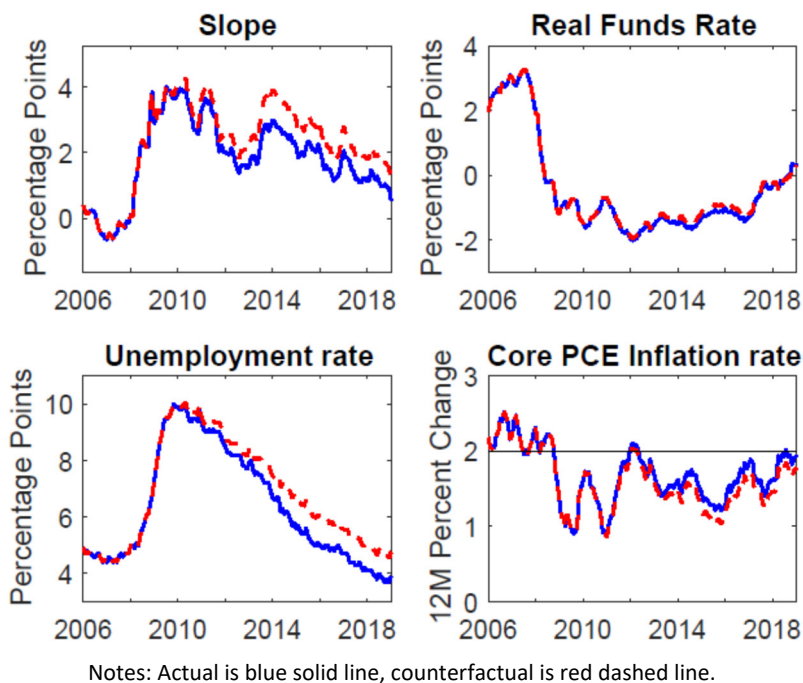 Slope
Percentage Points
4
2
0
2006 2010 2014 2018
Real Funds Rate
Percentage Points
4
2
0
-2
2006 2010 2014 2018
Unemployment rate
Percentage Points
10
8
6
4
2006 2010 2014 2018
Core PCE Inflation rate
12M Percent Change
3
2
1
0
2006 2010 2014 2018
Notes: Actual is blue solid line, counterfactual is red dashed line.